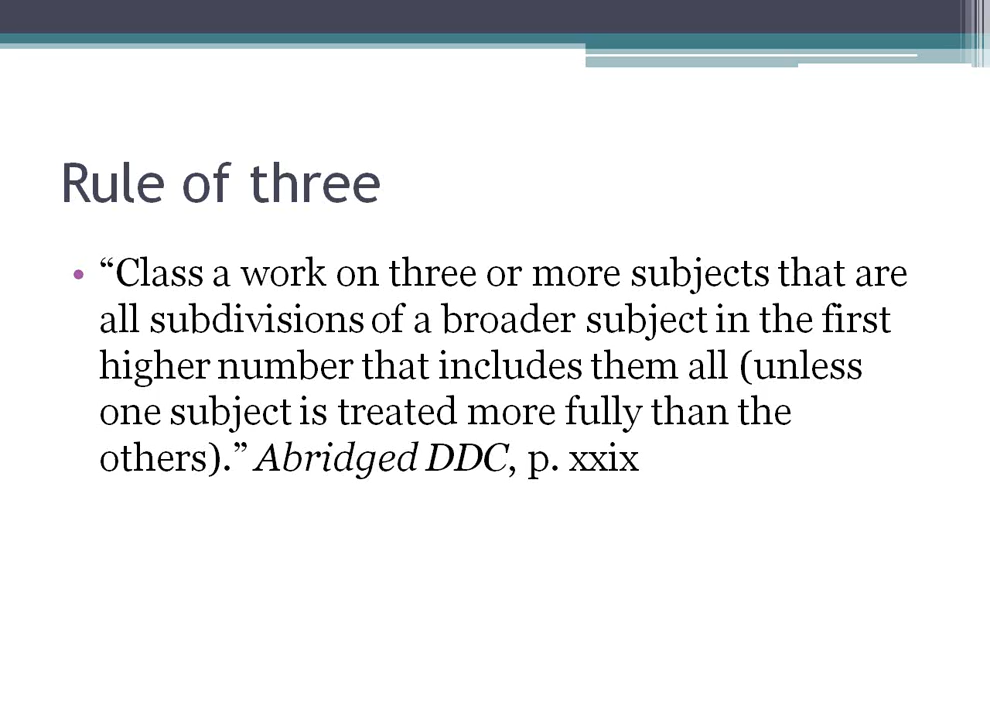 Rule of three
• “Class a work on three or more subjects that are
all subdivisions of a broader subject in the first
higher number that includes them all (unless
one subject is treated more fully than the
others).” Abridged DDC, p. xxix